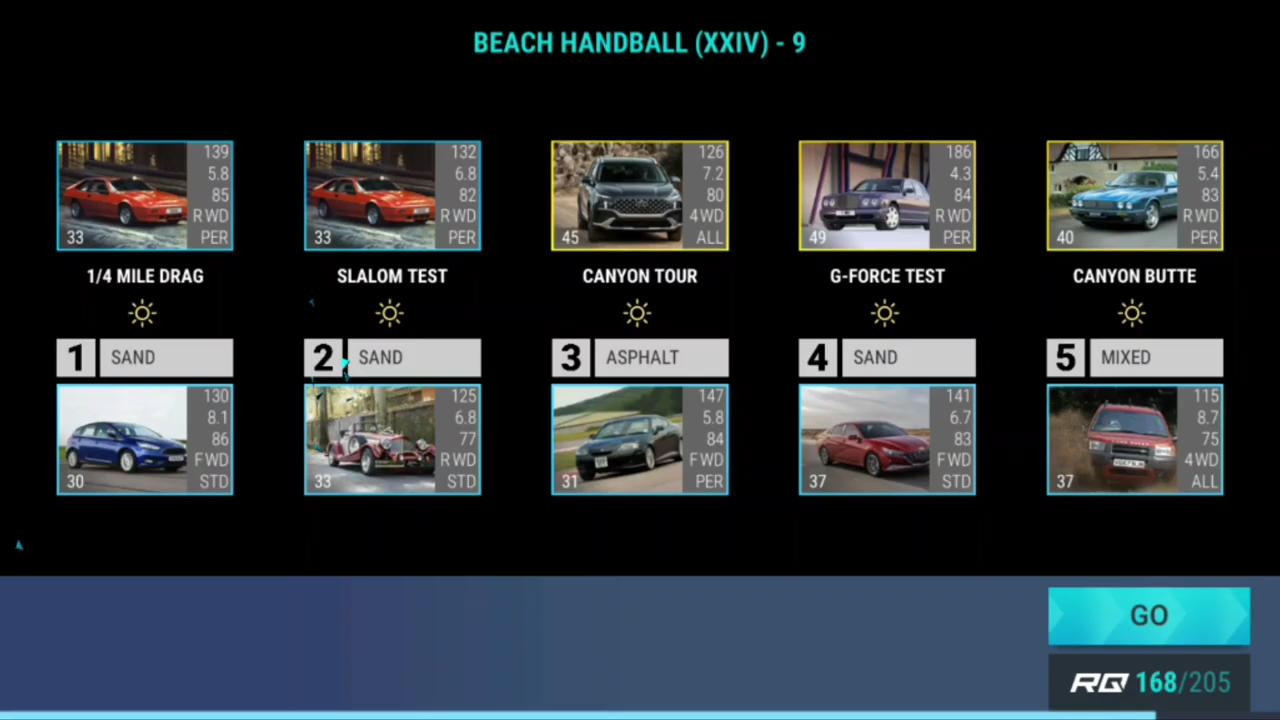 BEACH HANDBALL (XXIV) - 9
139
5.8
85
RWD
PER
33
132
6.8
82
RWD
PER
33
126
7.2
80
4WD
ALL
45
186
4.3
84
RWD
PER
49
166
5.4
83
RWD
PER
40
1/4 MILE DRAG
SLALOM TEST
CANYON TOUR
G-FORCE TEST
CANYON BUTTE
1 SAND
2 SAND
3 ASPHALT
4 SAND
5 MIXED
130
8.1
86
FWD
STD
30
125
6.8
77
RWD
STD
33
147
5.8
84
FWD
PER
31
141
6.7
83
FWD
STD
37
115
8.7
75
4WD
ALL
37
GO
RQ 168/205